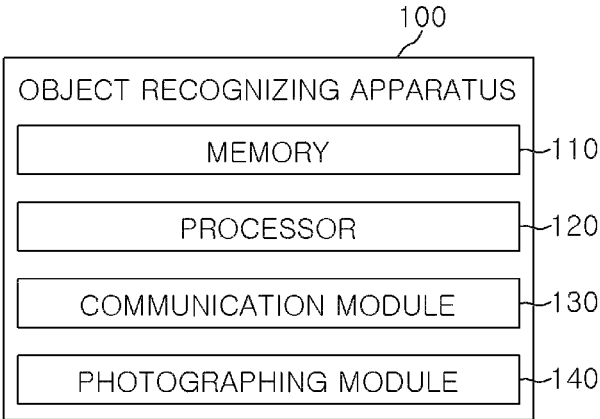 100
OBJECT RECOGNIZING APPARATUS
MEMORY 110
PROCESSOR 120
COMMUNICATION MODULE 130
PHOTOGRAPHING MODULE 140